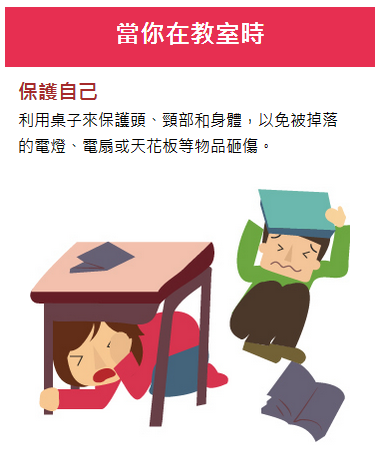 當你在教室時
保護自己
利用桌子來保護頭、頸部和身體，以免被掉落
的電燈、電扇或天花板等物品砸傷。